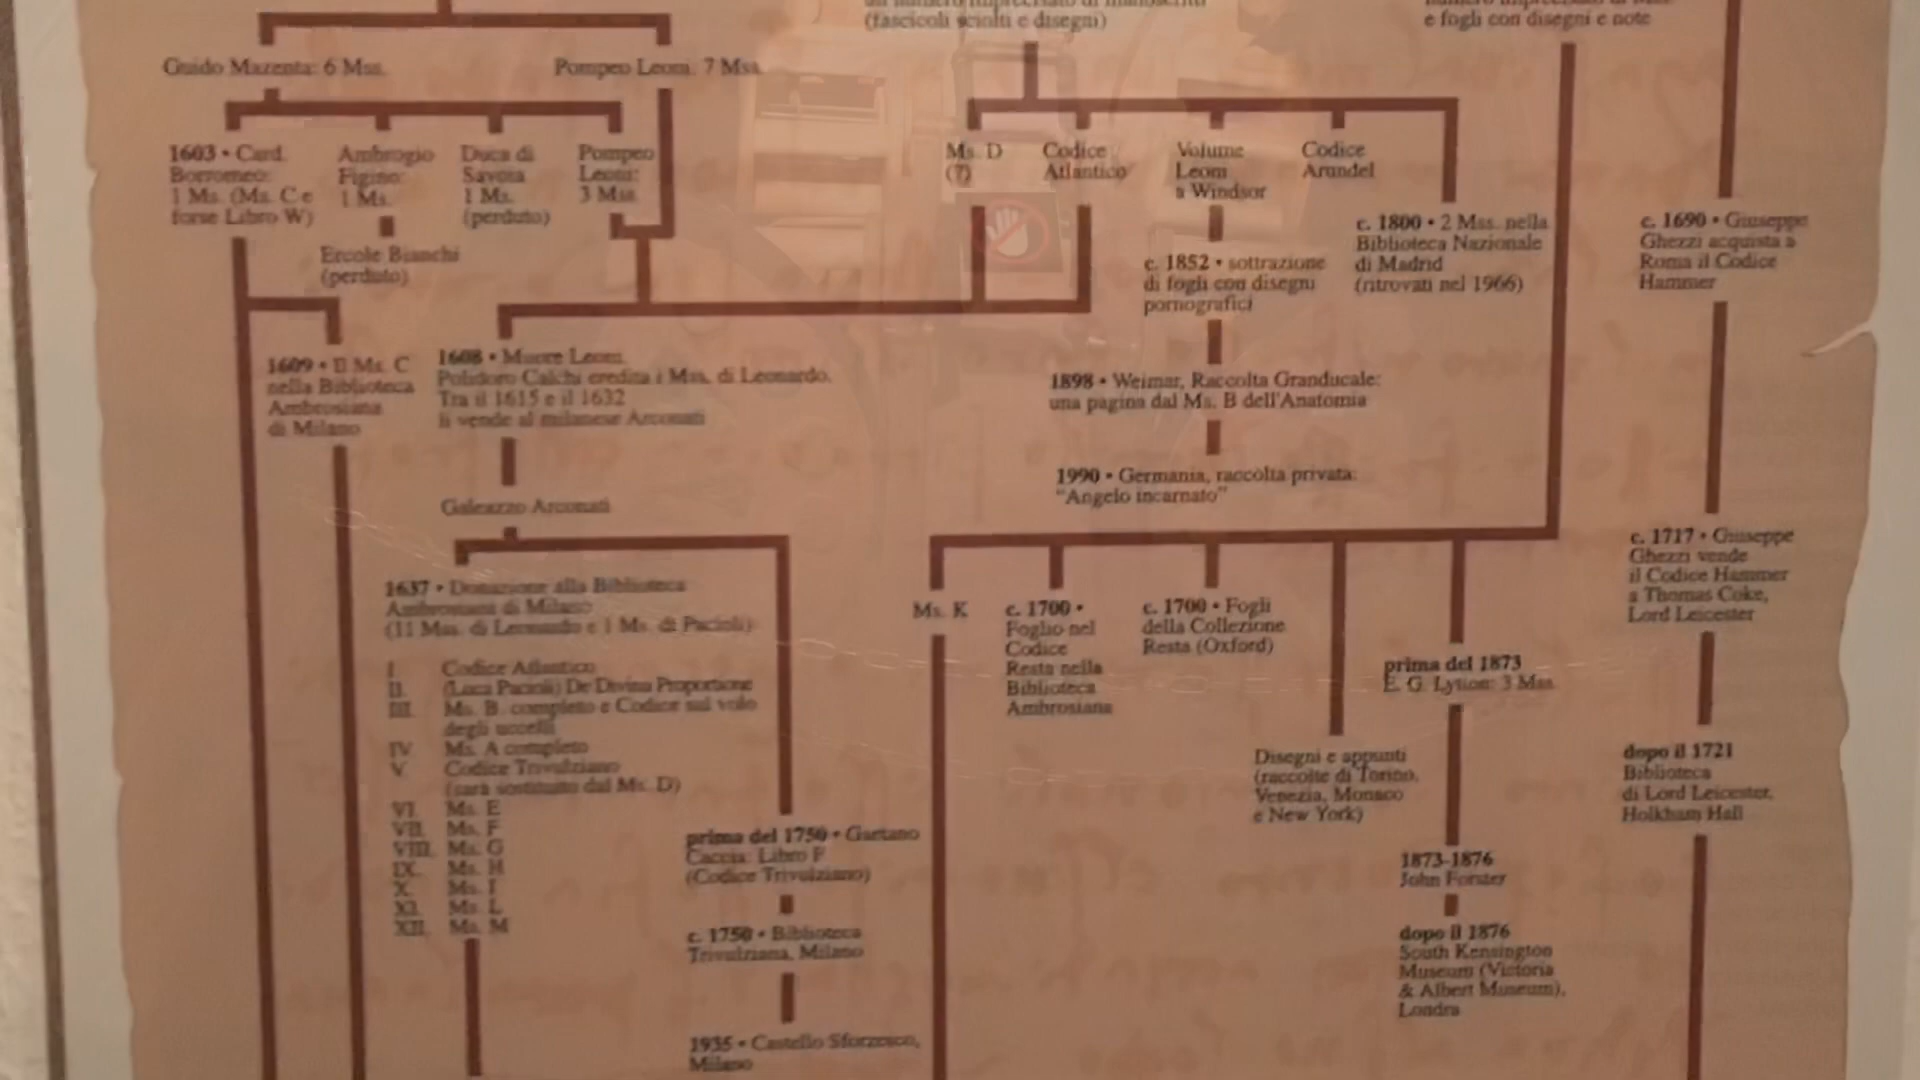 (fascicoli sciolti e disegni)
e fogli con disegni e note
Guido Mazenta: 6 Mss.
Pompeo Leoni: 7 Mss.
1603 • Card.
Borromeo:
1 Ms. (Ms. C e
forse Libro W)
Ambrogio
Figino:
1 Ms.
Duca di
Savoia
1 Ms.
(perduto)
Pompeo
Leoni:
3 Mss.
Ercole Bianchi
(perduto)
Ms. D
(?)
Codice
Atlantico
Volume
Leoni
a Windsor
Codice
Arundel
c. 1800 • 2 Mss. nella
Biblioteca Nazionale
di Madrid
(ritrovati nel 1966)
c. 1690 • Giuseppe
Ghezzi acquista a
Roma il Codice
Hammer
c. 1852 • sottrazione
di fogli con disegni
pornografici
1609 • Il Ms. C
nella Biblioteca
Ambrosiana
di Milano
1608 • Muore Leoni.
Polidoro Calchi eredita i Mss. di Leonardo.
Tra il 1615 e il 1632
li vende al milanese Arconati
1898 • Weimar, Raccolta Granducale:
una pagina dal Ms. B dell'Anatomia
1990 • Germania, raccolta privata:
"Angelo incarnato"
Galeazzo Arconati
c. 1717 • Giuseppe
Ghezzi vende
il Codice Hammer
a Thomas Coke,
Lord Leicester
1637 • Donazione alla Biblioteca
Ambrosiana di Milano
(11 Mss. di Leonardo e 1 Ms. di Pacioli)
I. Codice Atlantico
II. (Luca Pacioli) De Divina Proportione
III. Ms. B completo e Codice sul volo
degli uccelli
IV. Ms. A completo
V. Codice Trivulziano
(sarà sostituito dal Ms. D)
VI. Ms. E
VII. Ms. F
VIII. Ms. G
IX. Ms. H
X. Ms. I
XI. Ms. L
XII. Ms. M
Ms. K
c. 1700 •
Foglio nel
Codice
Resta nella
Biblioteca
Ambrosiana
c. 1700 • Fogli
della Collezione
Resta (Oxford)
prima del 1873
E. G. Lytton: 3 Mss.
Disegni e appunti
(raccolte di Torino,
Venezia, Monaco
e New York)
dopo il 1721
Biblioteca
di Lord Leicester,
Holkham Hall
prima del 1750 • Gaetano
Caccia: Libro F
(Codice Trivulziano)
c. 1750 • Biblioteca
Trivulziana, Milano
1935 • Castello Sforzesco,
Milano
1873-1876
John Forster
dopo il 1876
South Kensington
Museum (Victoria
& Albert Museum),
Londra